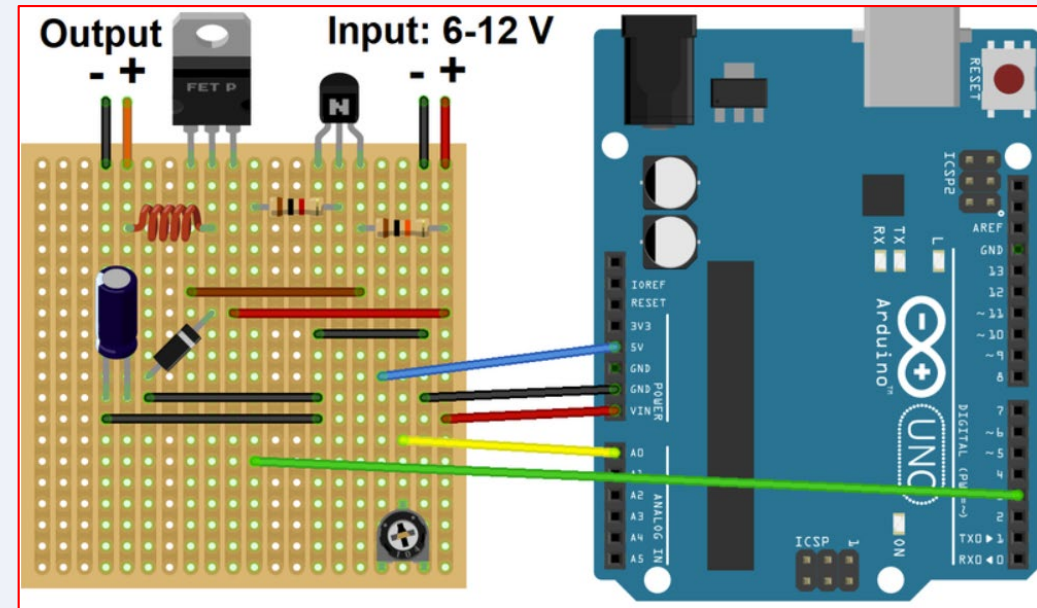 Output
- +
Input: 6-12 V
- +
FET P
N
RESET
ICSP2
AREF
GND
13
12
~11
~10
~9
8
7
~6
~5
4
2
TX0▶1
RX0◀0
RX
TX
L
Arduino™
UNO
DIGITAL (PWM=~)
ON
ICSP
1
IOREF
RESET
3V3
5V
GND
GND
VIN
POWER
A0
A1
A2
A3
A4
A5
ANALOG IN